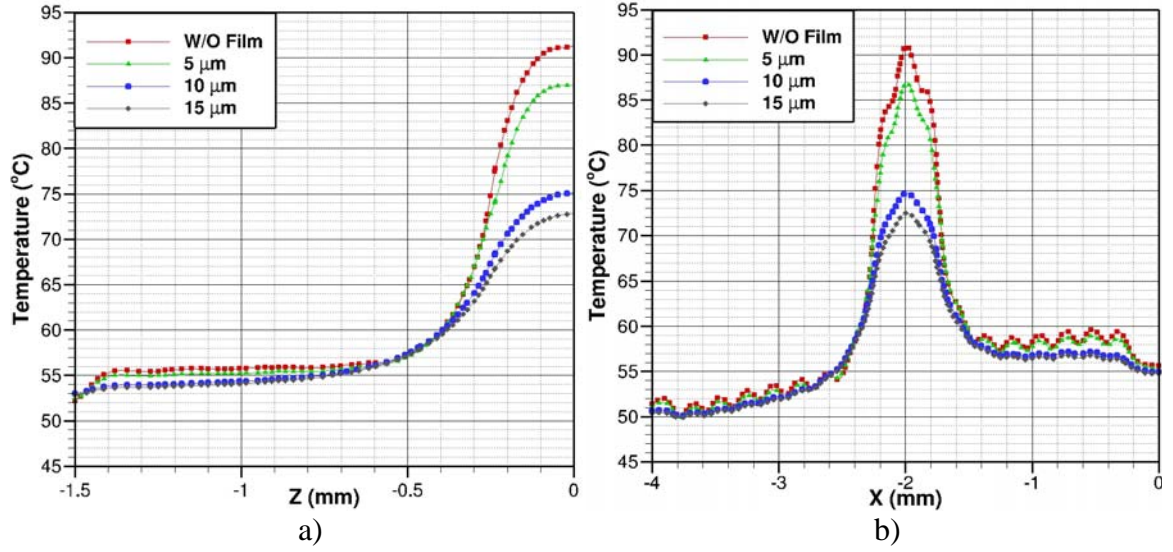 95
90
85
80
75
70
65
60
55
50
45
Temperature (°C)
W/O Film
5 μm
10 μm
15 μm
-1.5
-1
-0.5
0
Z (mm)
a)
95
90
85
80
75
70
65
60
55
50
45
Temperature (°C)
W/O Film
5 μm
10 μm
15 μm
-4
-3
-2
-1
0
X (mm)
b)